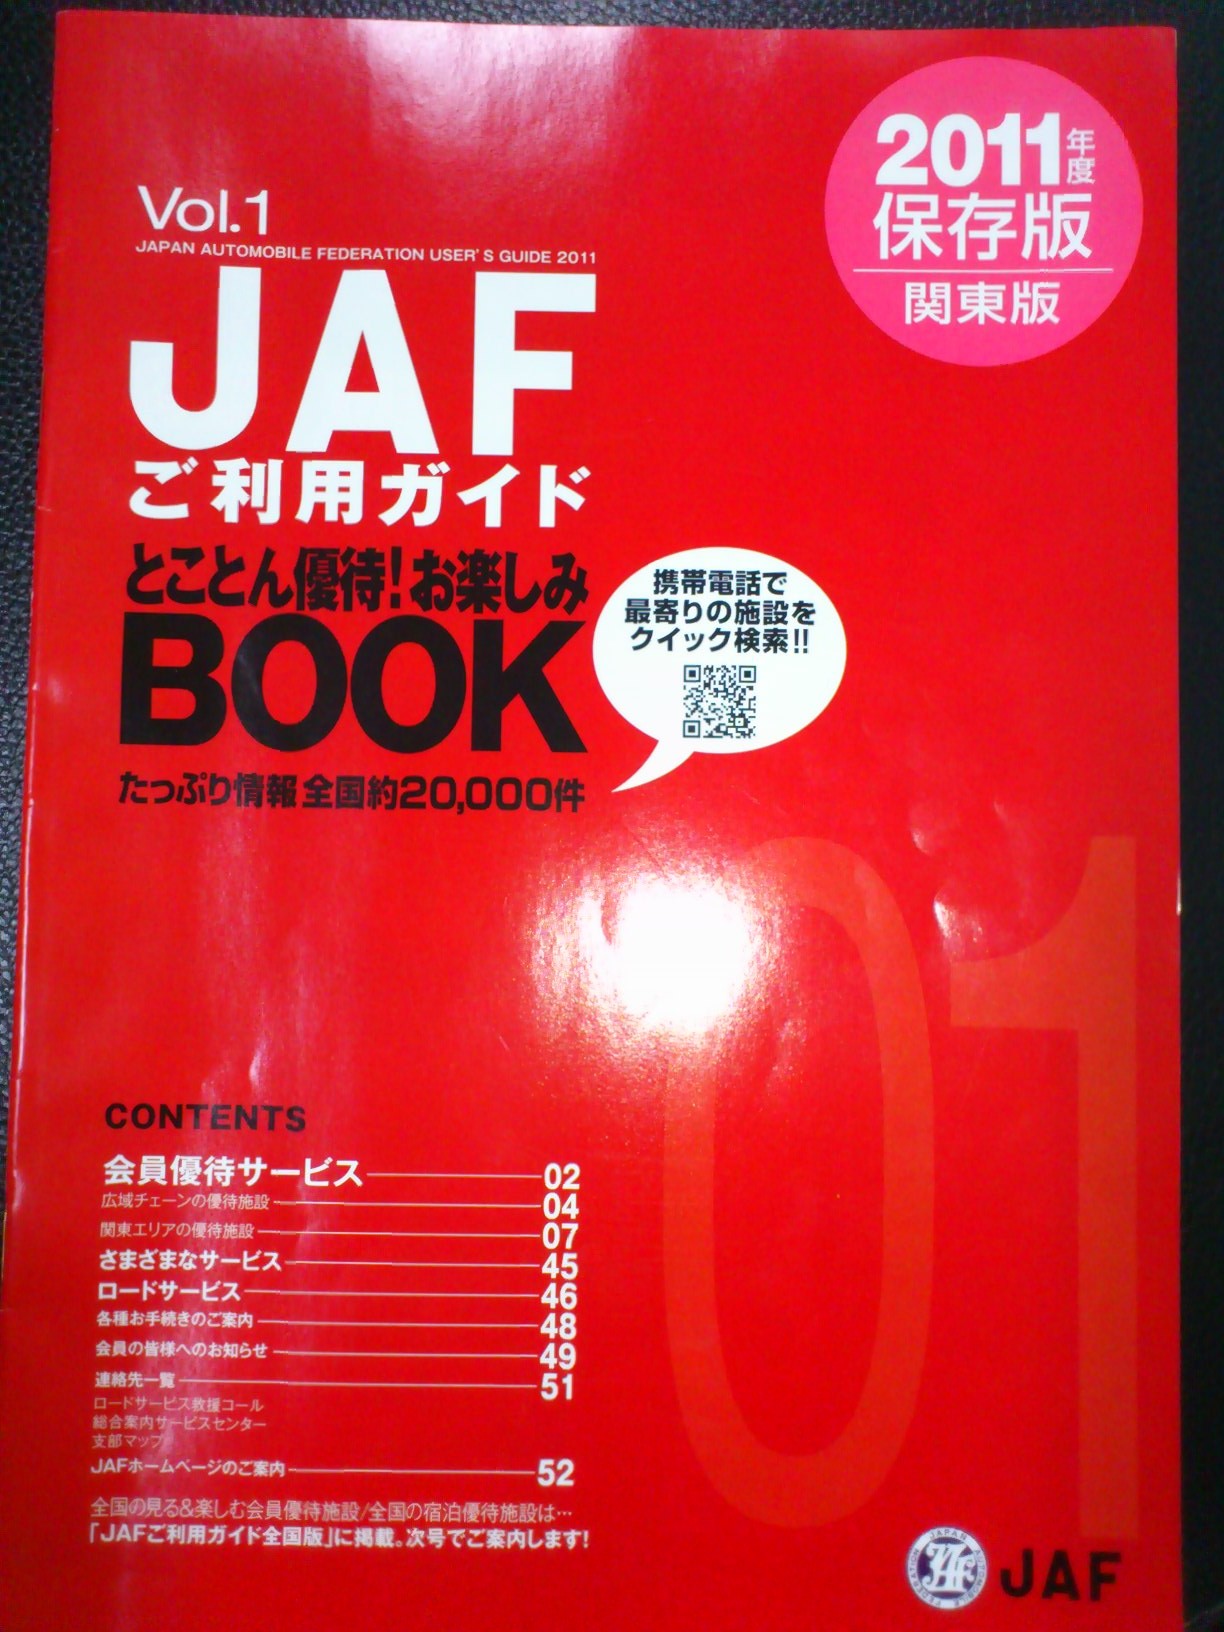 2011年度
保存版
関東版
Vol.1
JAPAN AUTOMOBILE FEDERATION USER'S GUIDE 2011
JAF
ご利用ガイド
とことん優待!お楽しみ
BOOK
たっぷり情報 全国約20,000件
携帯電話で
最寄りの施設を
クイック検索!!
01
CONTENTS
会員優待サービス 02
広域チェーンの優待施設 04
関東エリアの優待施設 07
さまざまなサービス 45
ロードサービス 46
各種お手続きのご案内 48
会員の皆様へのお知らせ 49
連絡先一覧 51
ロードサービス救援コール
総合案内サービスセンター
支部マップ
JAFホームページのご案内 52
全国の見る&楽しむ会員優待施設/全国の宿泊優待施設は…
「JAFご利用ガイド全国版」に掲載。次号でご案内します!
JAPAN AUTOMOBILE FEDERATION
JAF
JAF